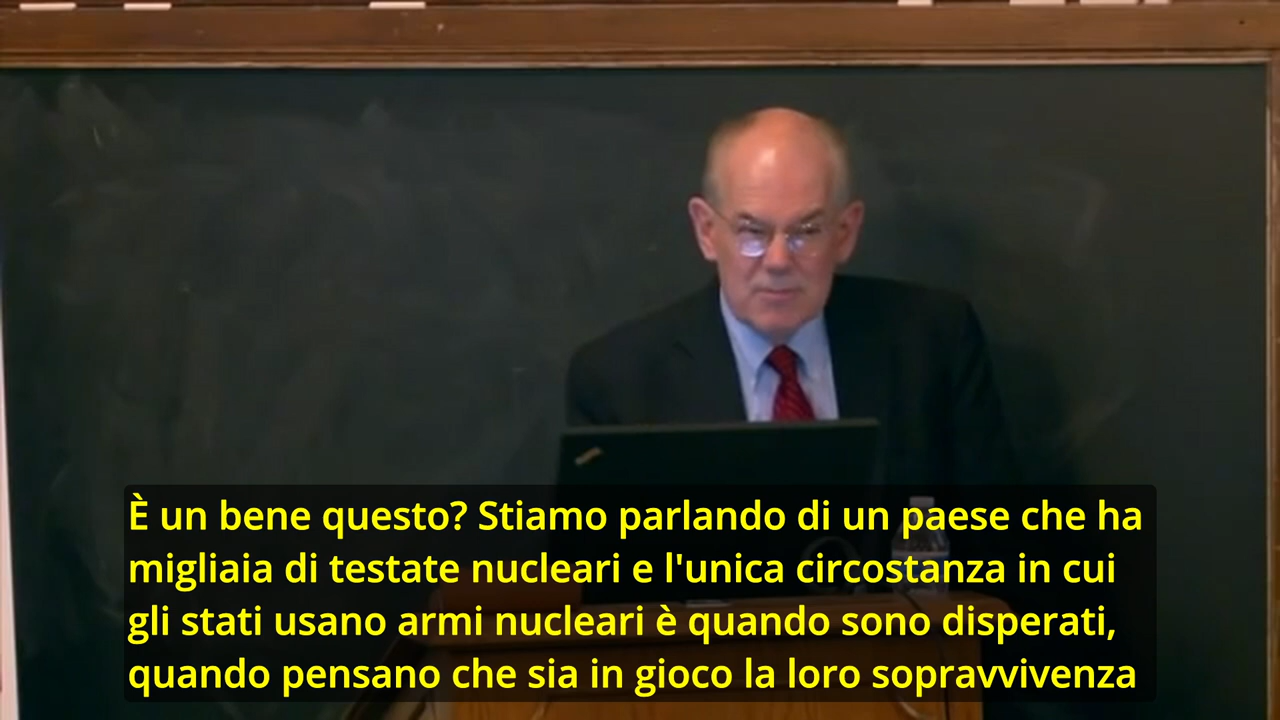 È un bene questo? Stiamo parlando di un paese che ha
migliaia di testate nucleari e l'unica circostanza in cui
gli stati usano armi nucleari è quando sono disperati,
quando pensano che sia in gioco la loro sopravvivenza